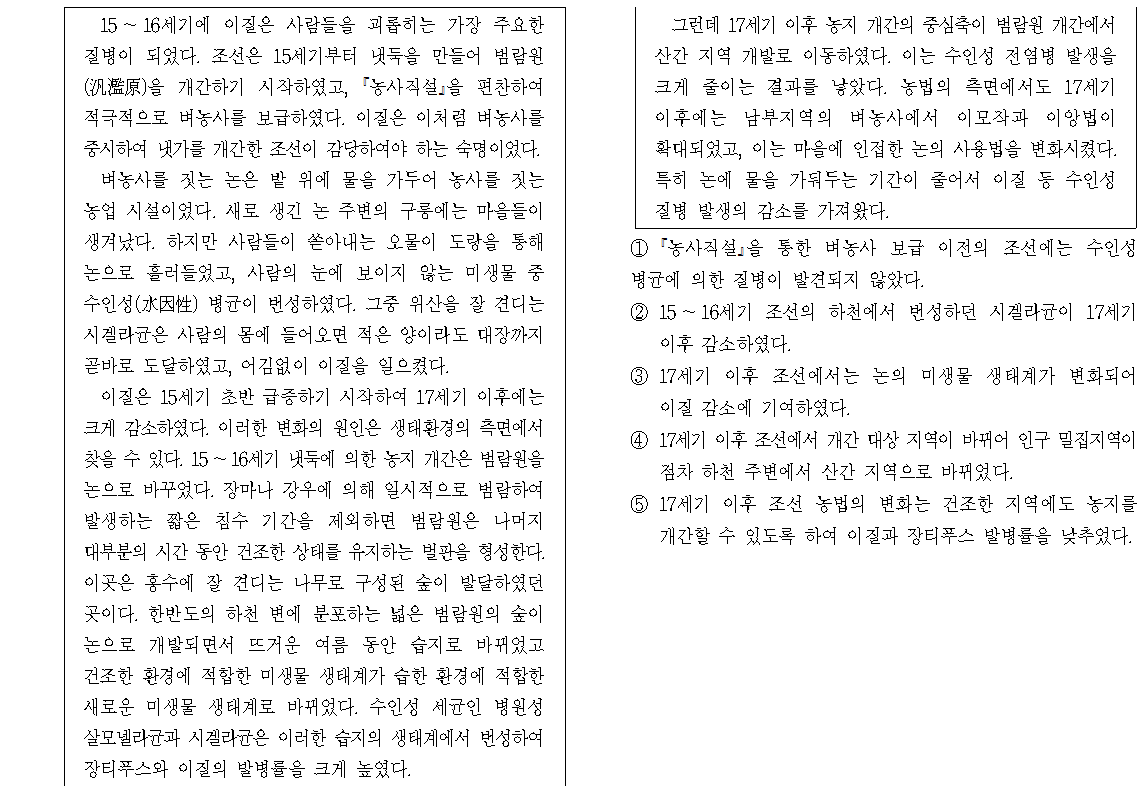 15 ~ 16세기에 이질은 사람들을 괴롭히는 가장 주요한
질병이 되었다. 조선은 15세기부터 냇둑을 만들어 범람원
(汎濫原)을 개간하기 시작하였고, 『농사직설』을 편찬하여
적극적으로 벼농사를 보급하였다. 이질은 이처럼 벼농사를
중시하여 냇가를 개간한 조선이 감당하여야 하는 숙명이었다.
벼농사를 짓는 논은 밭 위에 물을 가두어 농사를 짓는
농업 시설이었다. 새로 생긴 논 주변의 구릉에는 마을들이
생겨났다. 하지만 사람들이 쏟아내는 오물이 도랑을 통해
논으로 흘러들었고, 사람의 눈에 보이지 않는 미생물 중
수인성(水因性) 병균이 번성하였다. 그중 위산을 잘 견디는
시겔라균은 사람의 몸에 들어오면 적은 양이라도 대장까지
곧바로 도달하였고, 어김없이 이질을 일으켰다.
이질은 15세기 초반 급증하기 시작하여 17세기 이후에는
크게 감소하였다. 이러한 변화의 원인은 생태환경의 측면에서
찾을 수 있다. 15 ~ 16세기 냇둑에 의한 농지 개간은 범람원을
논으로 바꾸었다. 장마나 강우에 의해 일시적으로 범람하여
발생하는 짧은 침수 기간을 제외하면 범람원은 나머지
대부분의 시간 동안 건조한 상태를 유지하는 벌판을 형성한다.
이곳은 홍수에 잘 견디는 나무로 구성된 숲이 발달하였던
곳이다. 한반도의 하천 변에 분포하는 넓은 범람원의 숲이
논으로 개발되면서 뜨거운 여름 동안 습지로 바뀌었고
건조한 환경에 적합한 미생물 생태계가 습한 환경에 적합한
새로운 미생물 생태계로 바뀌었다. 수인성 세균인 병원성
살모넬라균과 시겔라균은 이러한 습지의 생태계에서 번성하여
장티푸스와 이질의 발병률을 크게 높였다.
그런데 17세기 이후 농지 개간의 중심축이 범람원 개간에서
산간 지역 개발로 이동하였다. 이는 수인성 전염병 발생을
크게 줄이는 결과를 낳았다. 농법의 측면에서도 17세기
이후에는 남부지역의 벼농사에서 이모작과 이앙법이
확대되었고, 이는 마을에 인접한 논의 사용법을 변화시켰다.
특히 논에 물을 가둬두는 기간이 줄어서 이질 등 수인성
질병 발생의 감소를 가져왔다.
① 『농사직설』을 통한 벼농사 보급 이전의 조선에는 수인성
병균에 의한 질병이 발견되지 않았다.
② 15 ~ 16세기 조선의 하천에서 번성하던 시겔라균이 17세기
이후 감소하였다.
③ 17세기 이후 조선에서는 논의 미생물 생태계가 변화되어
이질 감소에 기여하였다.
④ 17세기 이후 조선에서 개간 대상 지역이 바뀌어 인구 밀집지역이
점차 하천 주변에서 산간 지역으로 바뀌었다.
⑤ 17세기 이후 조선 농법의 변화는 건조한 지역에도 농지를
개간할 수 있도록 하여 이질과 장티푸스 발병률을 낮추었다.